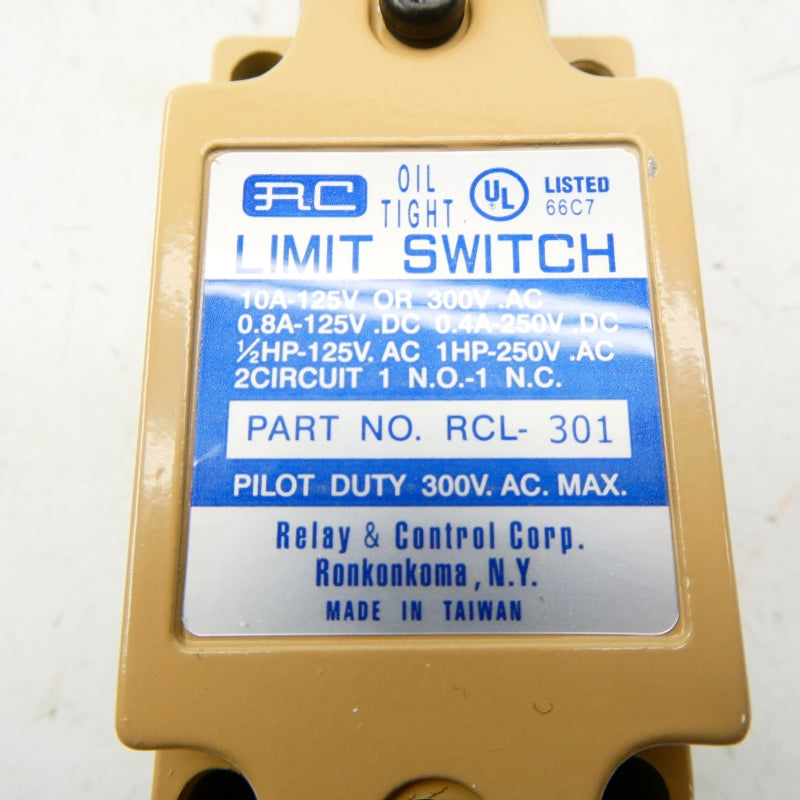 RC OIL TIGHT UL ® LISTED 66C7
LIMIT SWITCH
10A-125V OR 300V .AC
0.8A-125V .DC 0.4A-250V .DC
½HP-125V. AC 1HP-250V .AC
2CIRCUIT 1 N.O.-1 N.C.
PART NO. RCL- 301
PILOT DUTY 300V. AC. MAX.
Relay & Control Corp.
Ronkonkoma, N.Y.
MADE IN TAIWAN